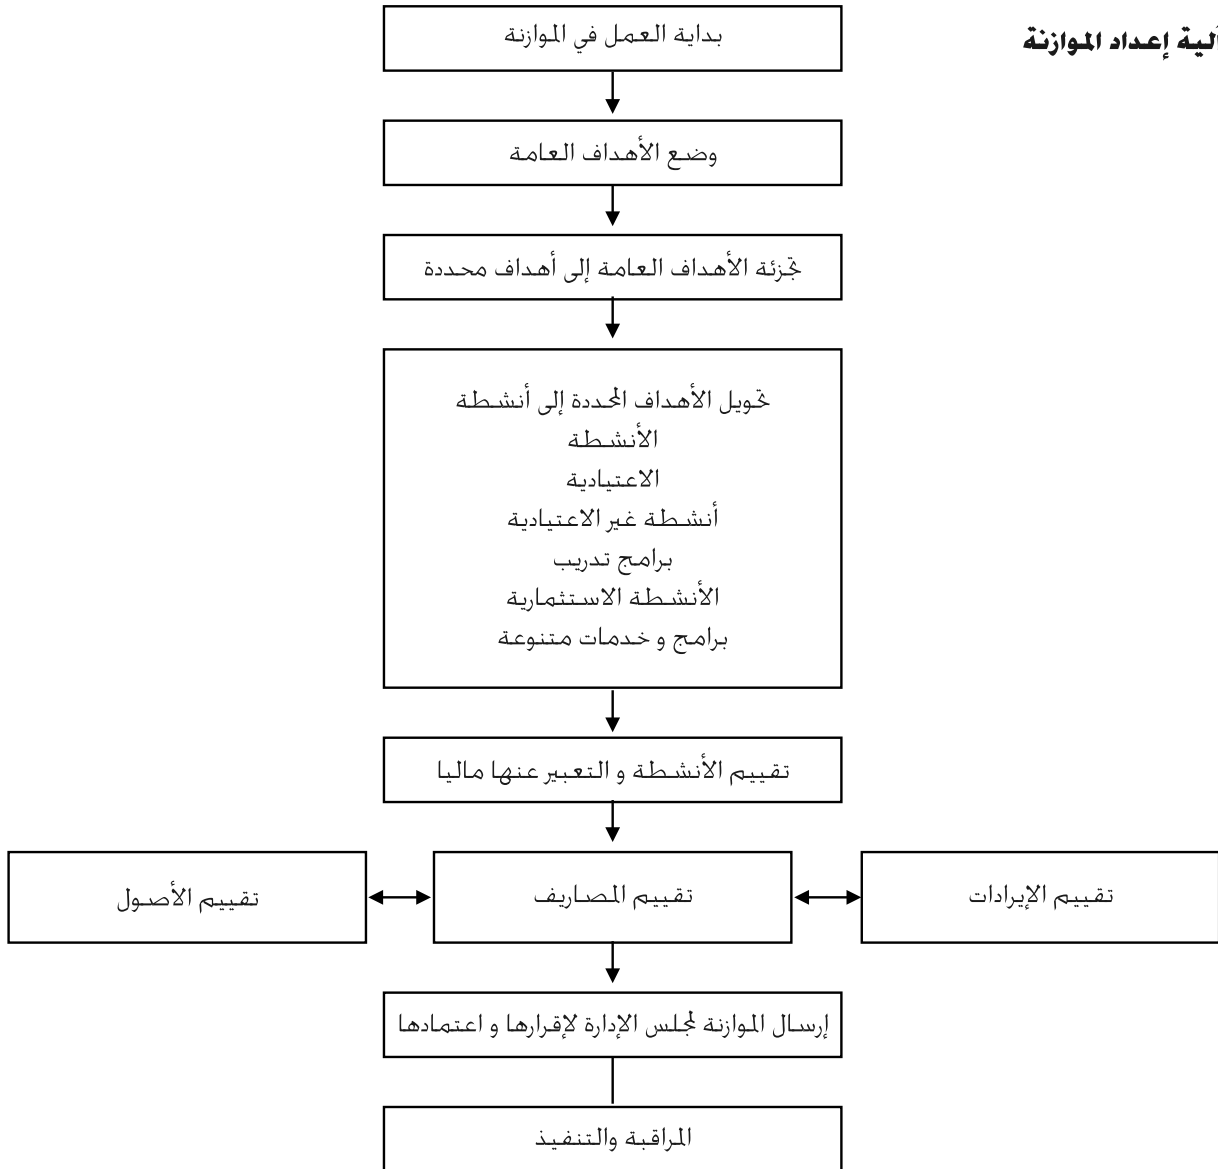 آلية إعداد الموازنة
بداية العمل في الموازنة
وضع الأهداف العامة
تجزئة الأهداف العامة إلى أهداف محددة
تحويل الأهداف المحددة إلى أنشطة
الأنشطة
الاعتيادية
أنشطة غير الاعتيادية
برامج تدريب
الأنشطة الاستثمارية
برامج و خدمات متنوعة
تقييم الأنشطة و التعبير عنها ماليا
تقييم الإيرادات
تقييم المصاريف
تقييم الأصول
إرسال الموازنة لمجلس الإدارة لإقرارها و اعتمادها
المراقبة والتنفيذ